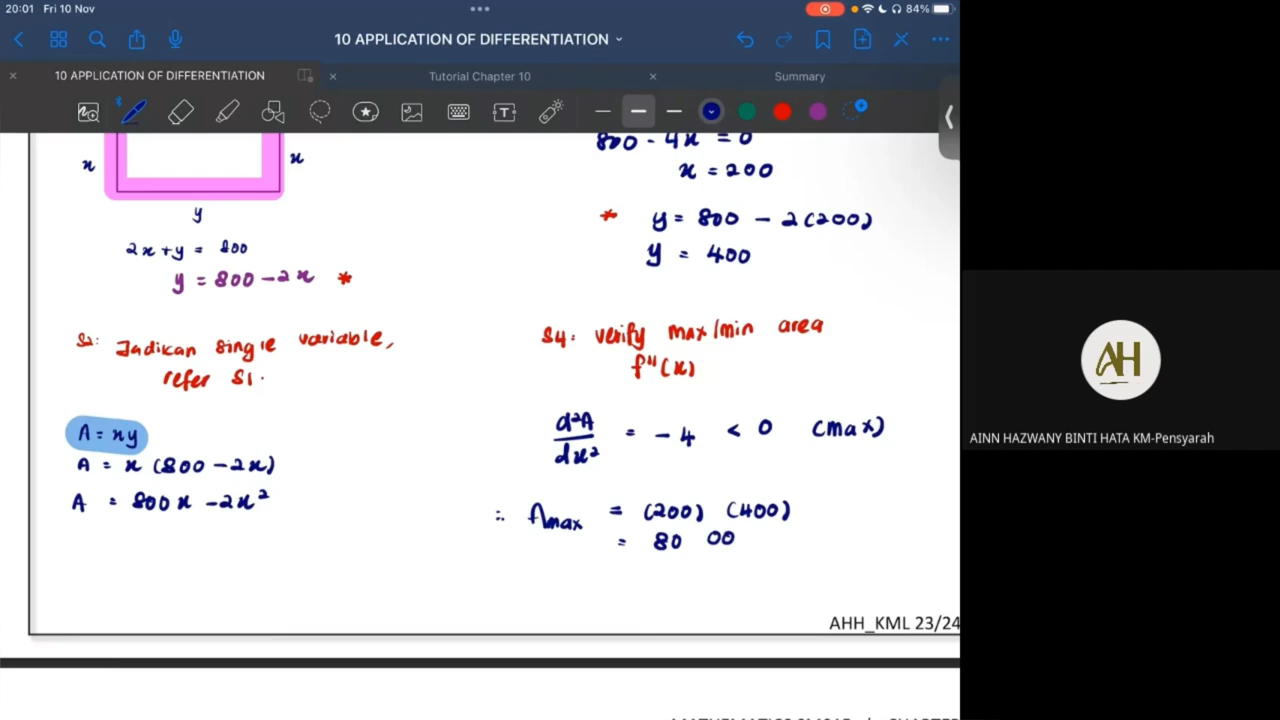 20:01 Fri 10 Nov
84%
10 APPLICATION OF DIFFERENTIATION
10 APPLICATION OF DIFFERENTIATION
Tutorial Chapter 10
Summary
x
x
y
2x + y = 800
y = 800 - 2x *
S2: Jadikan single variable,
refer S1.
A = xy
A = x (800 - 2x)
A = 800x - 2x²
800 - 4x = 0
x = 200
* y = 800 - 2(200)
y = 400
S4: verify max/min area
f"(x)
d²A/dx² = -4 < 0 (max)
∴ Amax = (200) (400)
= 80 00
AHH_KML 23/24
AH
AINN HAZWANY BINTI HATA KM-Pensyarah